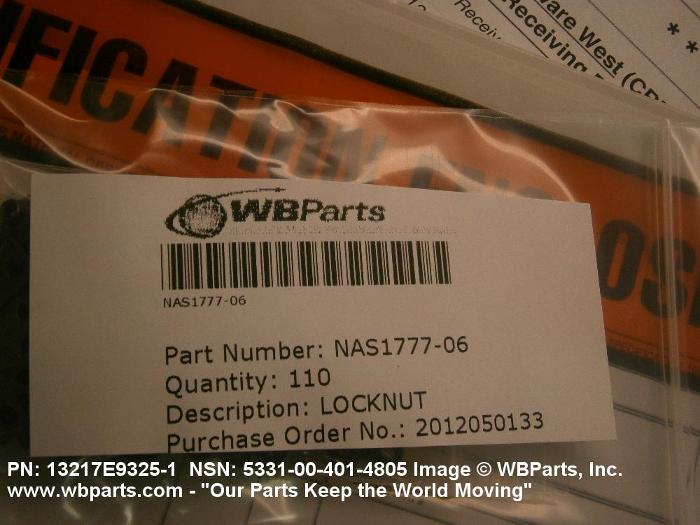 ware West (CD
Receiving
IFICATION ENCLOSE
WBParts
NAS1777-06
Part Number: NAS1777-06
Quantity: 110
Description: LOCKNUT
Purchase Order No.: 2012050133
PN: 13217E9325-1 NSN: 5331-00-401-4805 Image © WBParts, Inc.
www.wbparts.com - "Our Parts Keep the World Moving"